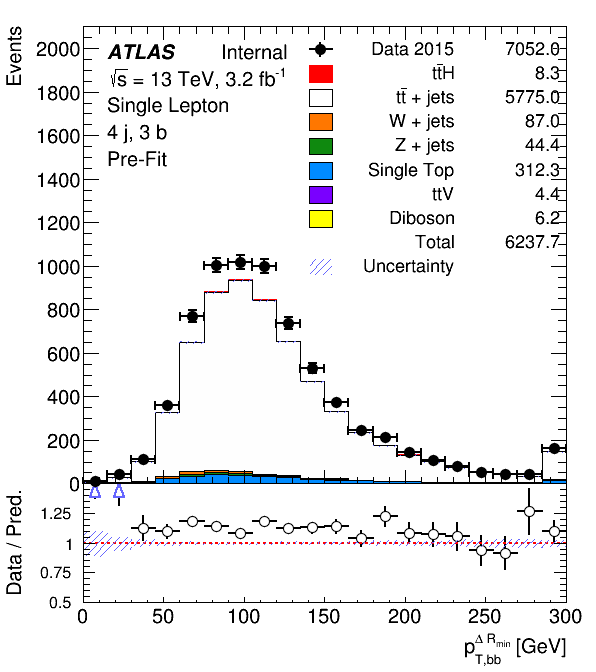 Events
2000
1800
1600
1400
1200
1000
800
600
400
200
0
ATLAS Internal
√s = 13 TeV, 3.2 fb⁻¹
Single Lepton
4 j, 3 b
Pre-Fit
Data 2015 7052.0
tt̄H 8.3
tt̄ + jets 5775.0
W + jets 87.0
Z + jets 44.4
Single Top 312.3
ttV 4.4
Diboson 6.2
Total 6237.7
Uncertainty
Data / Pred.
1.25
1
0.75
0.5
0 50 100 150 200 250 300
p_{T,bb}^{Δ R_{min}} [GeV]